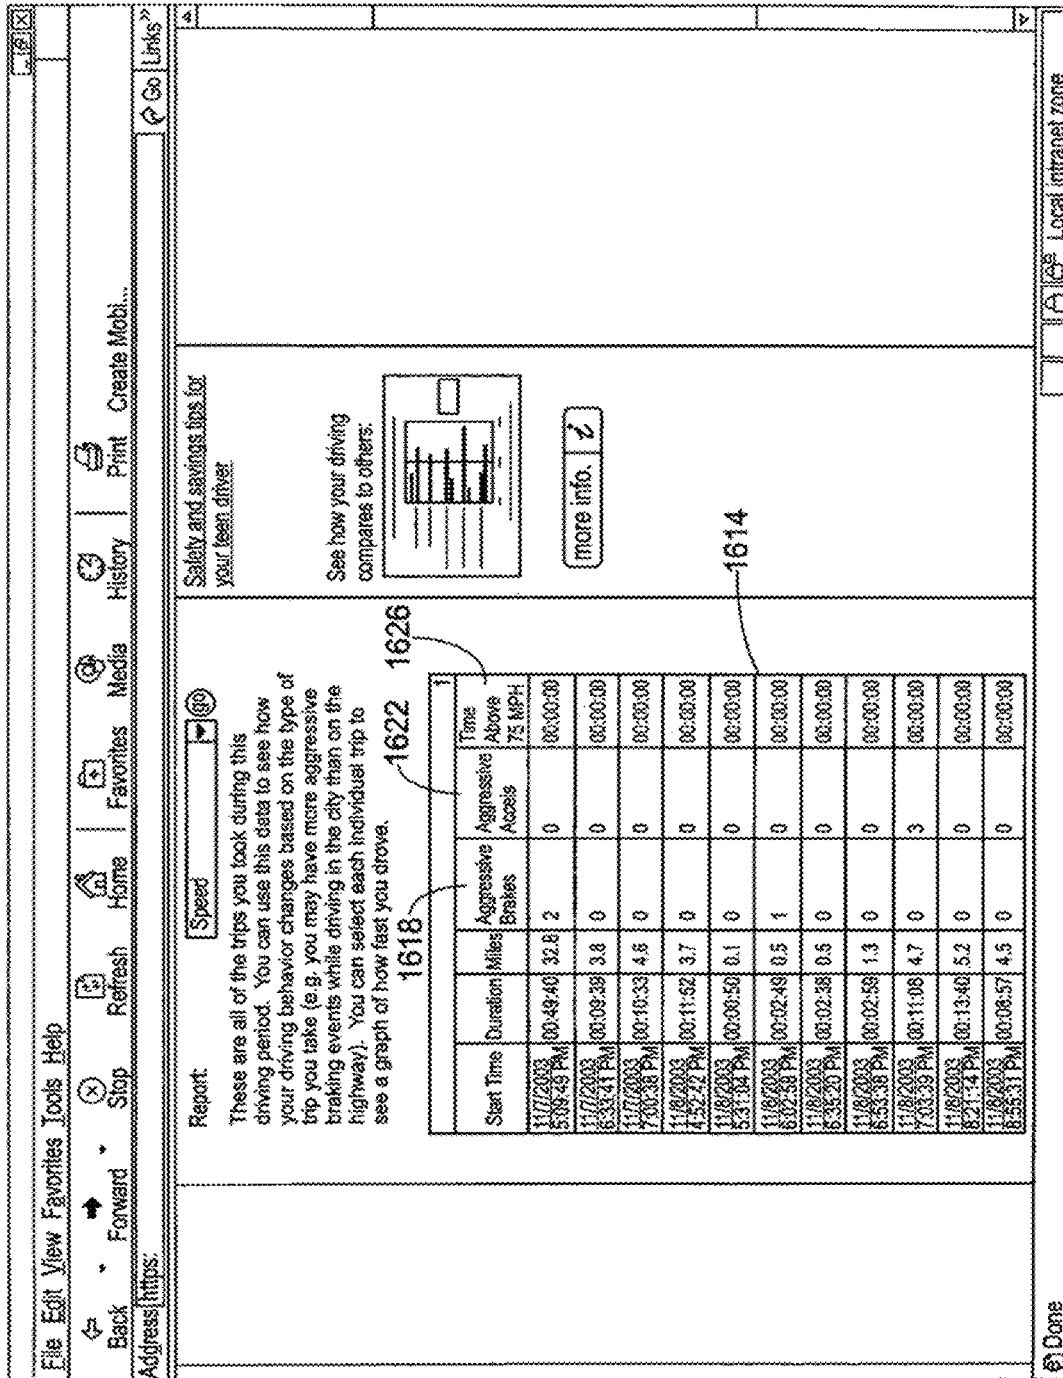 File Edit View Favorites Tools Help
Back Forward Stop Refresh Home Favorites Media History Print Create Mobi...
Address https: Go Links»
Report: Speed go
These are all of the trips you took during this
driving period. You can use this data to see how
your driving behavior changes based on the type of
trip you take (e.g. you may have more aggressive
braking events while driving in the city than on the
highway). You can select each individual trip to
see a graph of how fast you drove.
1618 1622 1626
1
Start Time Duration Miles Aggressive Brakes Aggressive Accels Time Above 75 MPH
11/7/2003 5:09:49 PM 00:49:40 32.8 2 0 00:00:00
11/7/2003 6:33:41 PM 00:09:39 3.8 0 0 00:00:00
11/7/2003 7:00:38 PM 00:10:33 4.6 0 0 00:00:00
11/8/2003 4:52:42 PM 00:11:52 3.7 0 0 00:00:00
11/8/2003 5:31:04 PM 00:00:50 0.1 0 0 00:00:00
11/8/2003 6:02:59 PM 00:02:49 0.5 1 0 00:00:00
11/8/2003 6:35:20 PM 00:02:38 0.5 0 0 00:00:00
11/8/2003 6:53:38 PM 00:02:59 1.3 0 0 00:00:00
11/8/2003 7:03:39 PM 00:11:08 4.7 0 3 00:00:00
11/8/2003 8:21:14 PM 00:13:40 5.2 0 0 00:00:00
11/8/2003 8:55:31 PM 00:08:57 4.5 0 0 00:00:00
1614
Safety and savings tips for
your teen driver
See how your driving
compares to others:
more info. i
Done Local intranet zone